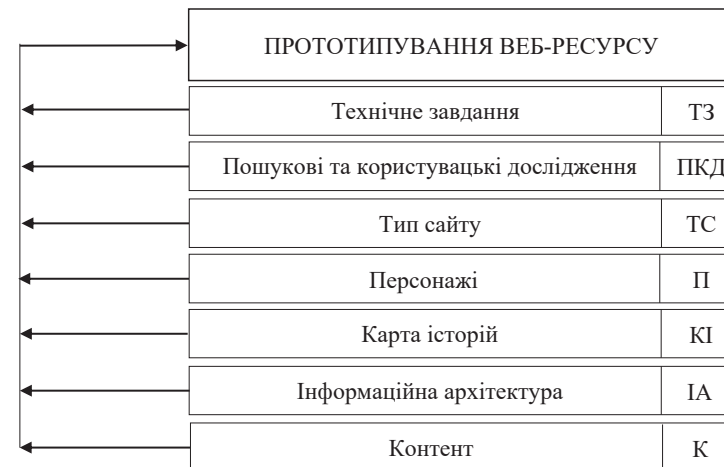 ПРОТОТИПУВАННЯ ВЕБ-РЕСУРСУ
Технічне завдання ТЗ
Пошукові та користувацькі дослідження ПКД
Тип сайту ТС
Персонажі П
Карта історій КІ
Інформаційна архітектура ІА
Контент К